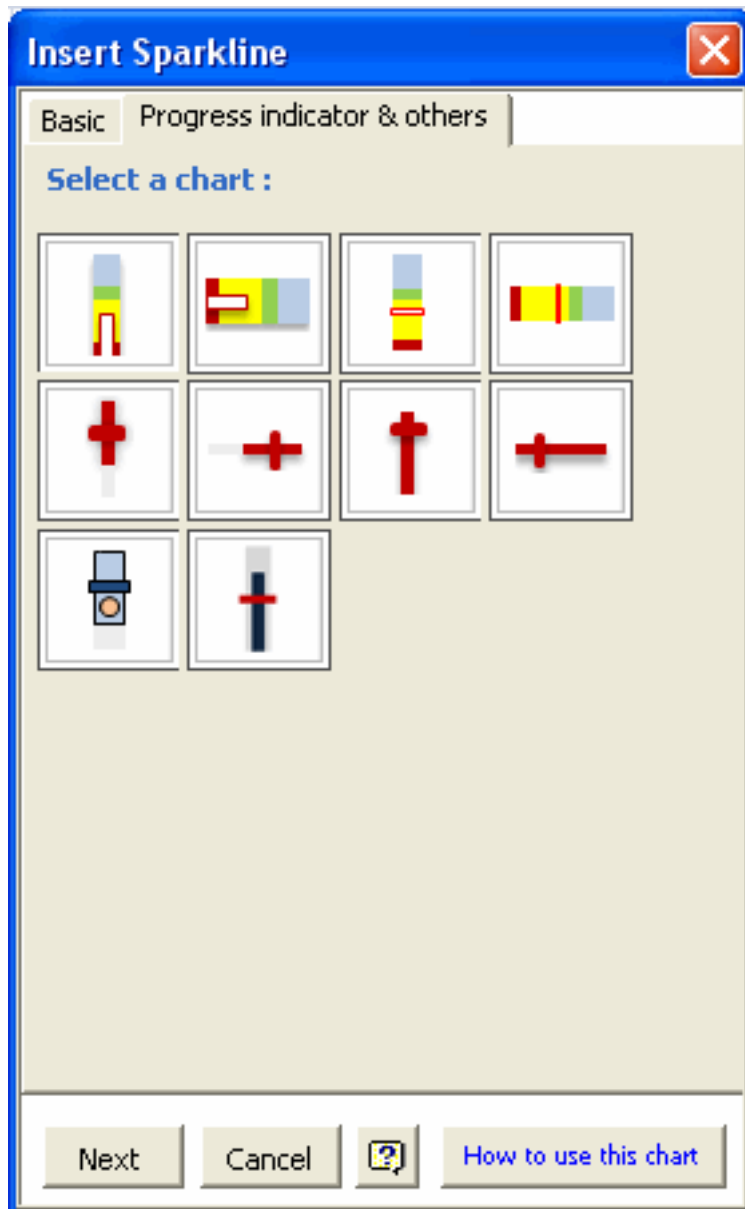 Insert Sparkline
Basic Progress indicator & others
Select a chart :
Next Cancel ? How to use this chart